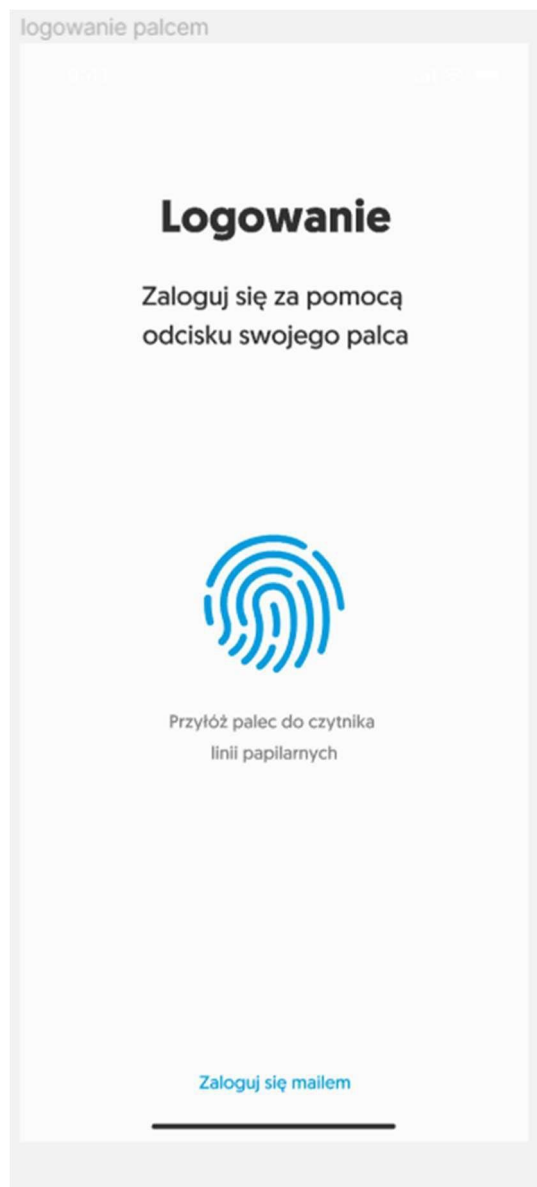 logowanie palcem
Logowanie
Zaloguj się za pomocą
odcisku swojego palca
Przyłóż palec do czytnika
linii papilarnych
Zaloguj się mailem